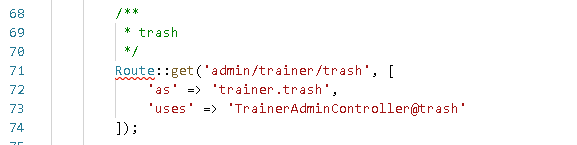 68 /**
69 * trash
70 */
71 Route::get('admin/trainer/trash', [
72 'as' => 'trainer.trash',
73 'uses' => 'TrainerAdminController@trash'
74 ]);